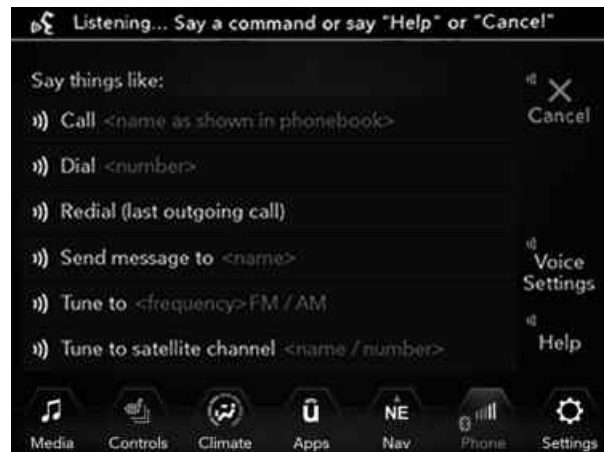 Listening... Say a command or say "Help" or "Cancel"
Say things like:
Call <name as shown in phonebook>
Cancel
Dial <number>
Redial (last outgoing call)
Send message to <name>
Voice
Settings
Tune to <frequency> FM / AM
Tune to satellite channel <name / number>
Help
NE
Media Controls Climate Apps Nav Phone Settings